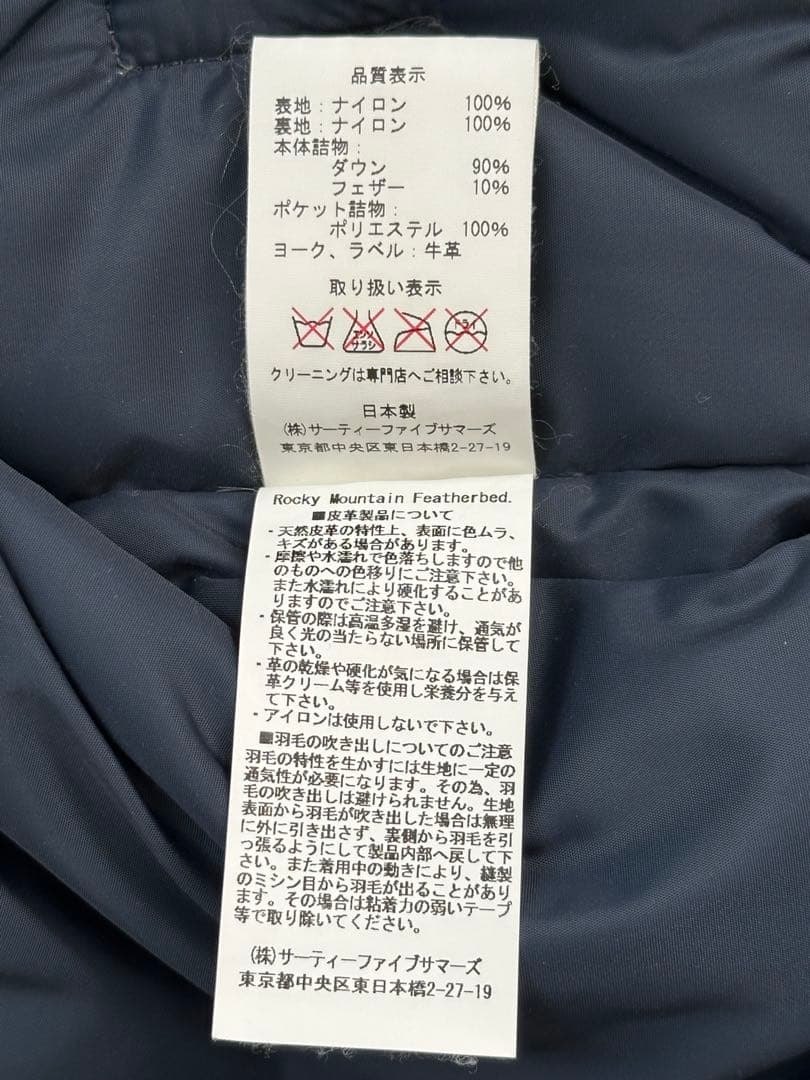 品質表示
表地：ナイロン 100%
裏地：ナイロン 100%
本体詰物：
ダウン 90%
フェザー 10%
ポケット詰物：
ポリエステル 100%
ヨーク、ラベル：牛革
取り扱い表示
エンソ
サラシ
ドライ
クリーニングは専門店へご相談下さい。
日本製
(株)サーティーファイブサマーズ
東京都中央区東日本橋2-27-19
Rocky Mountain Featherbed.
■皮革製品について
・天然皮革の特性上、表面に色ムラ、
キズがある場合があります。
・摩擦や水濡れで色落ちしますので他
のものへの色移りにご注意下さい。
また水濡れにより硬化することがあ
りますのでご注意下さい。
・保管の際は高温多湿を避け、通気が
良く光の当たらない場所に保管して
下さい。
・革の乾燥や硬化が気になる場合は保
革クリーム等を使用し栄養分を与え
て下さい。
・アイロンは使用しないで下さい。
■羽毛の吹き出しについてのご注意
羽毛の特性を生かすには生地に一定の
通気性が必要になります。その為、羽
毛の吹き出しは避けられません。生地
表面から羽毛が吹き出した場合は無理
に外に引き出さず、裏側から羽毛を引
っ張るようにして製品内部へ戻して下
さい。また着用中の動きにより、縫製
のミシン目から羽毛が出ることがあり
ます。その場合は粘着力の弱いテープ
等で取り除いてください。
(株)サーティーファイブサマーズ
東京都中央区東日本橋2-27-19